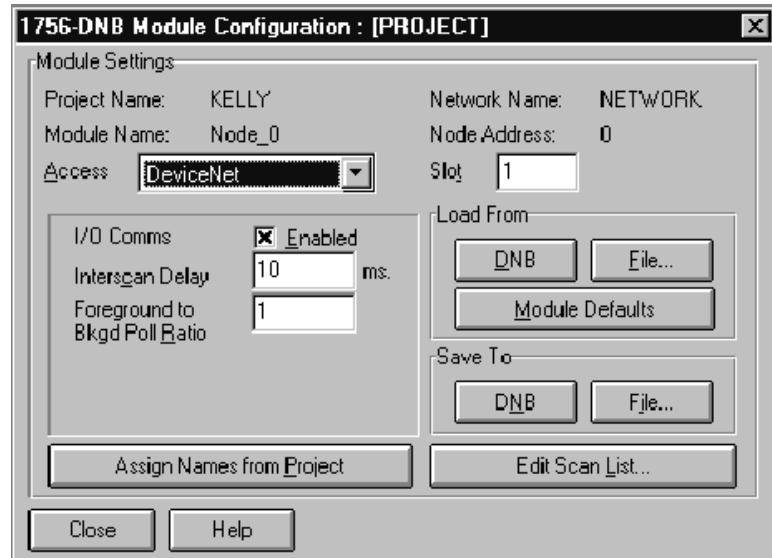 1756-DNB Module Configuration : [PROJECT]
Module Settings
Project Name: KELLY Network Name: NETWORK
Module Name: Node_0 Node Address: 0
Access DeviceNet Slot 1
I/O Comms Enabled
Interscan Delay 10 ms.
Foreground to
Bkgd Poll Ratio 1
Load From
DNB File...
Module Defaults
Save To
DNB File...
Assign Names from Project Edit Scan List...
Close Help